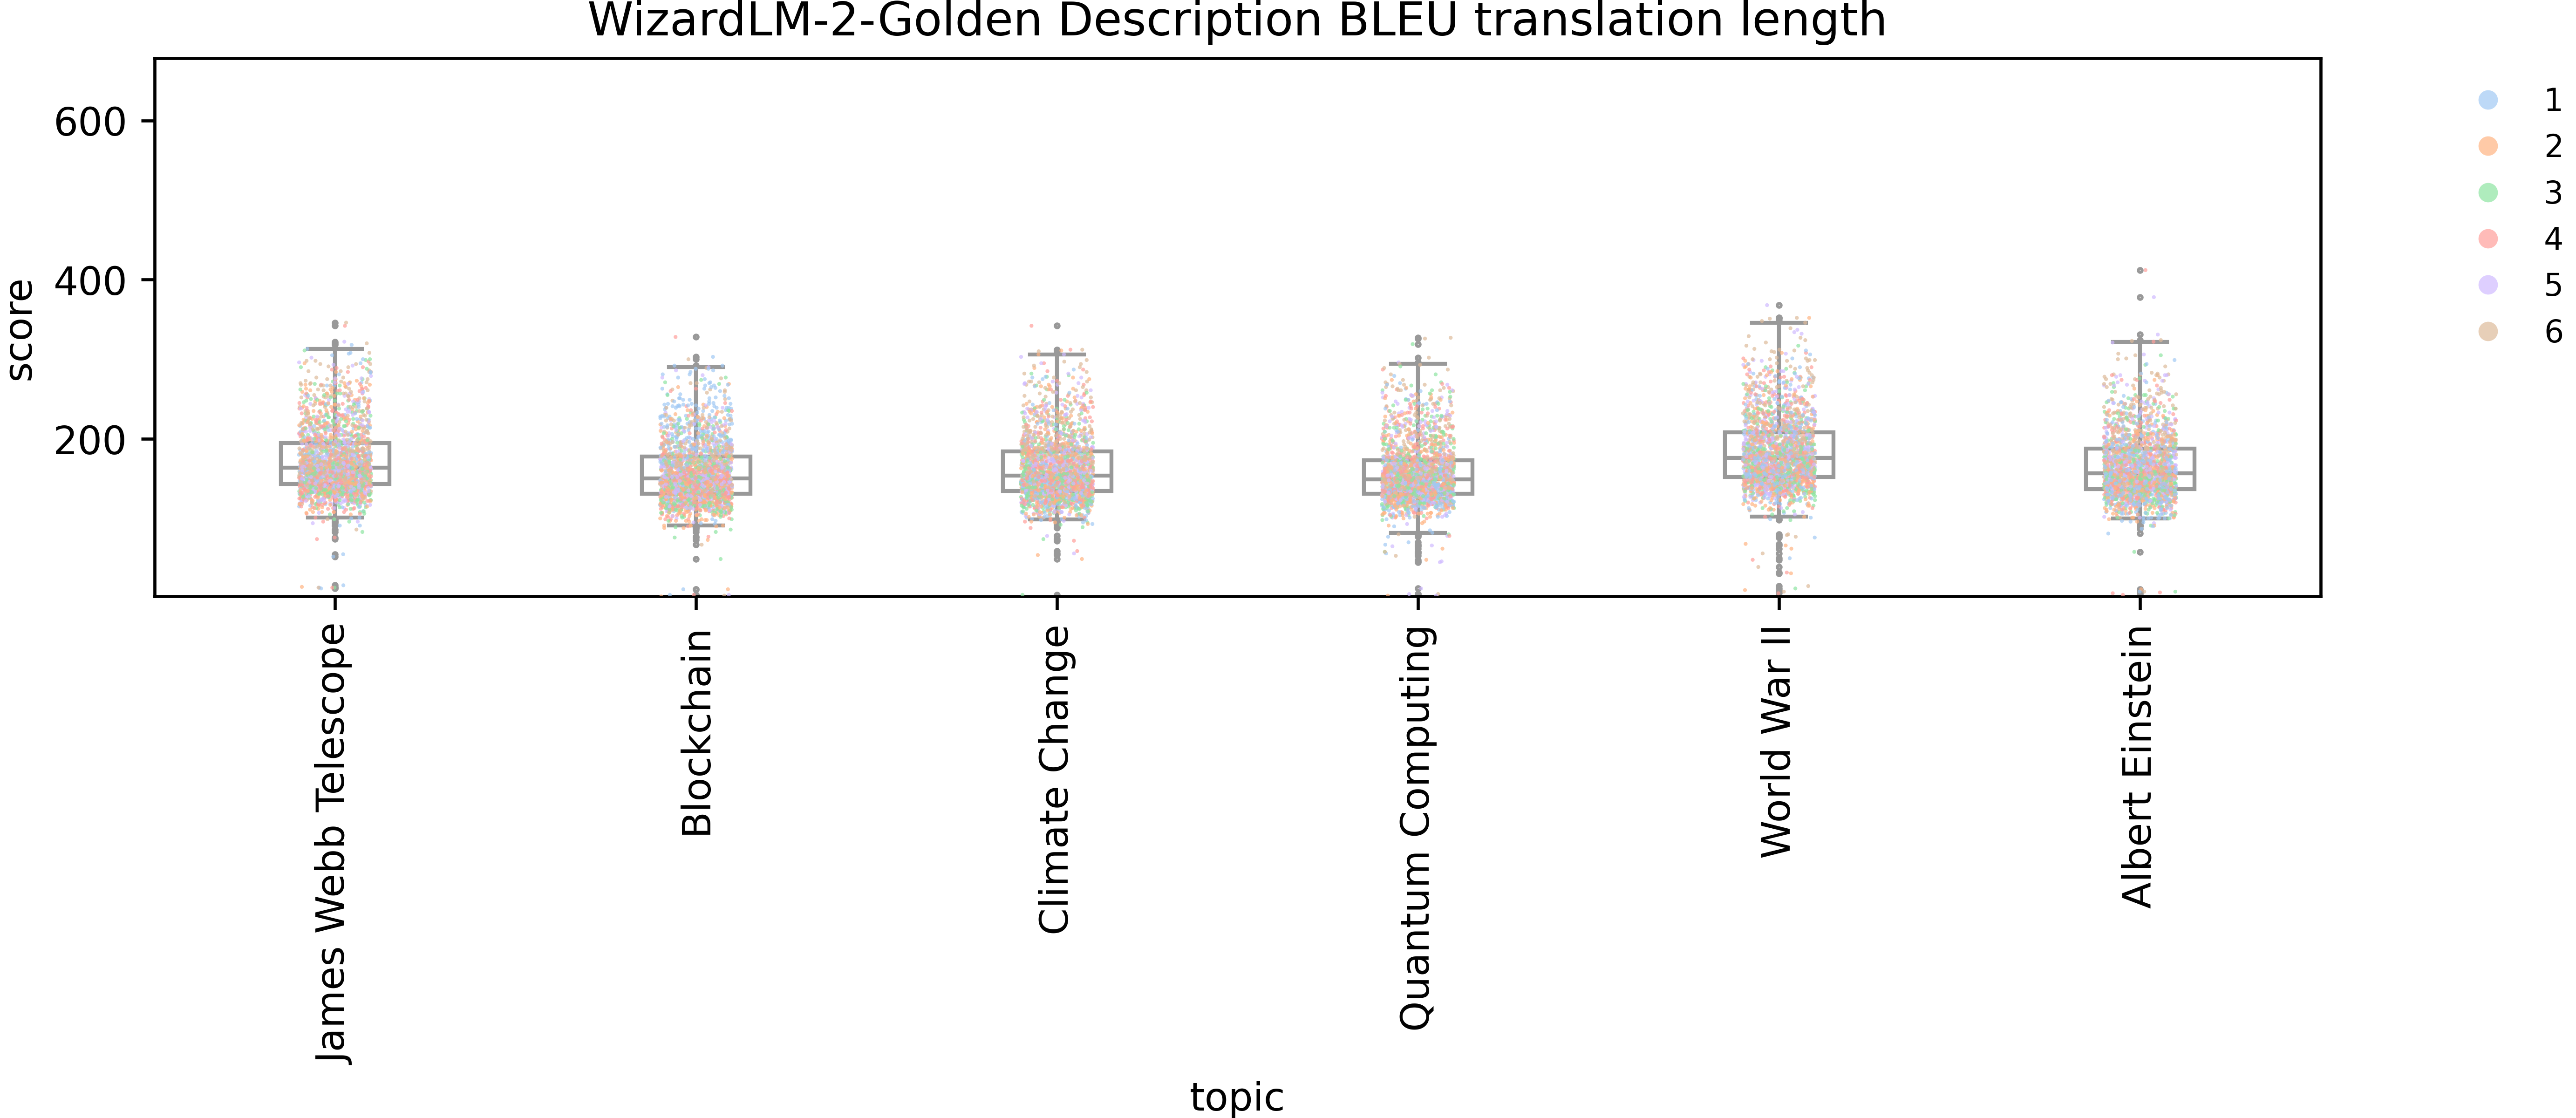 WizardLM-2-Golden Description BLEU translation length
score
600
400
200
1
2
3
4
5
6
James Webb Telescope
Blockchain
Climate Change
Quantum Computing
World War II
Albert Einstein
topic